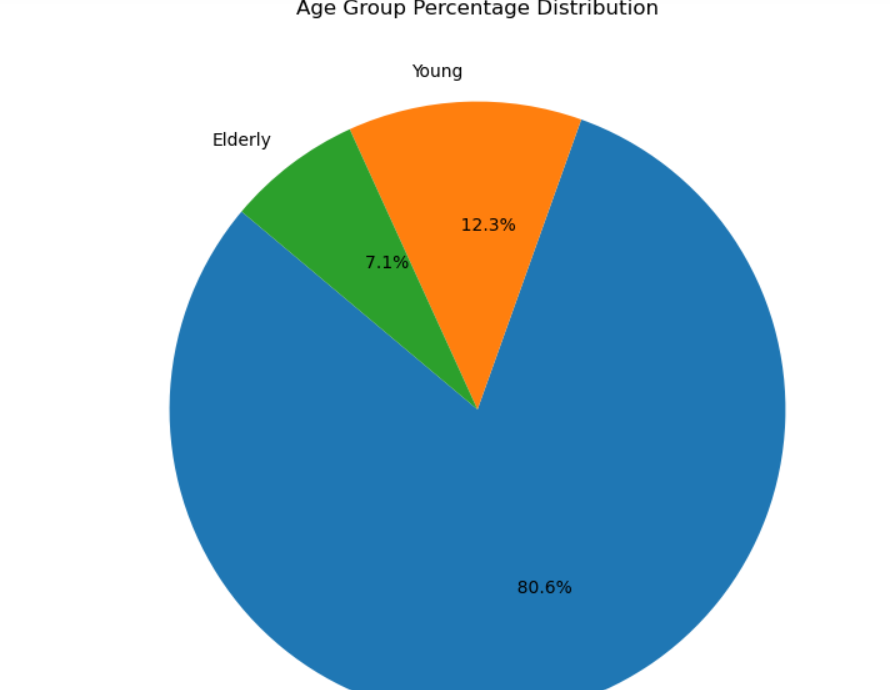 Age Group Percentage Distribution
Young
Elderly
12.3%
7.1%
80.6%